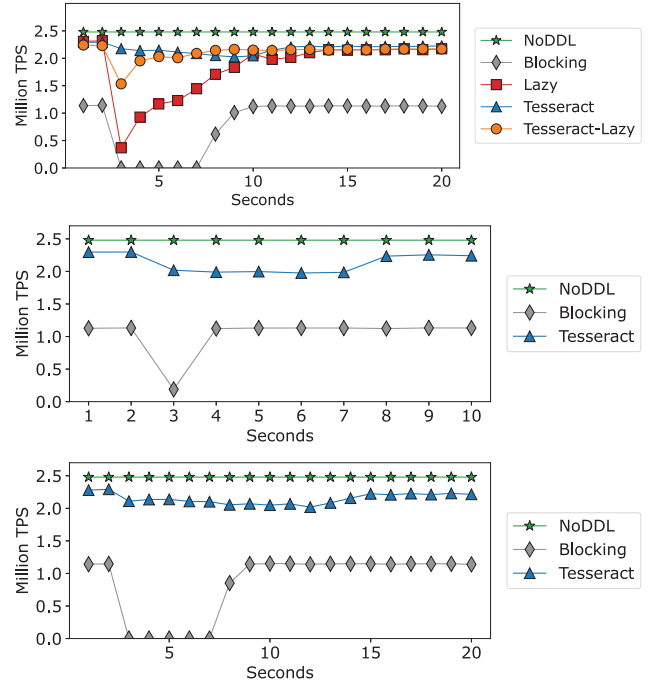 2.5
2.0
1.5
1.0
0.5
0.0
Million TPS
5
10
15
20
Seconds
NoDDL
Blocking
Lazy
Tesseract
Tesseract-Lazy
2.5
2.0
1.5
1.0
0.5
0.0
Million TPS
1 2 3 4 5 6 7 8 9 10
Seconds
NoDDL
Blocking
Tesseract
2.5
2.0
1.5
1.0
0.5
0.0
Million TPS
5
10
15
20
Seconds
NoDDL
Blocking
Tesseract